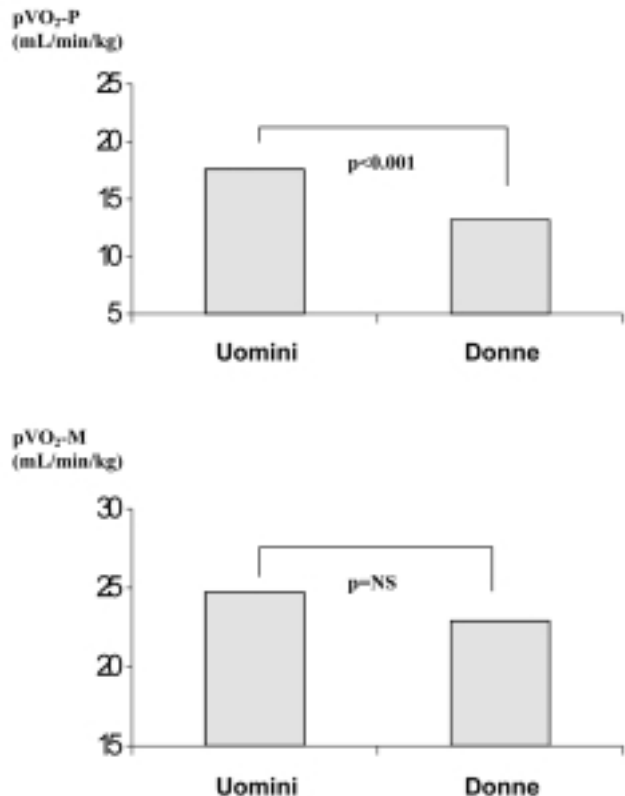 pVO₂-P
(mL/min/kg)
25
20
p<0.001
15
10
5
Uomini Donne
pVO₂-M
(mL/min/kg)
30
25
p=NS
20
15
Uomini Donne